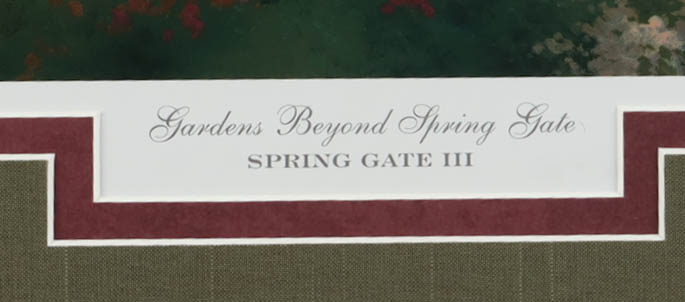 Gardens Beyond Spring Gate
SPRING GATE III